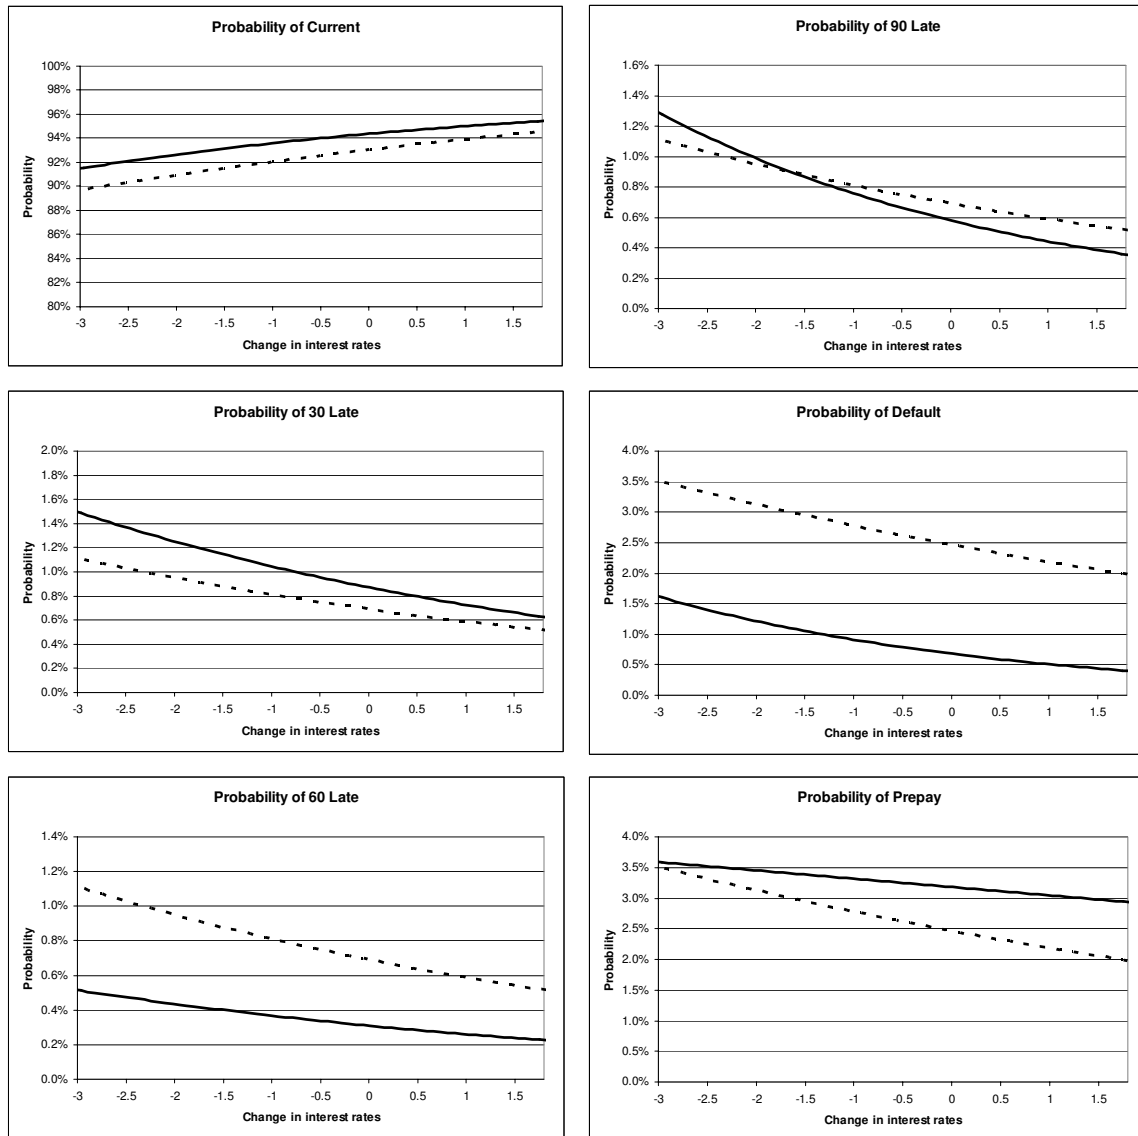 Probability of Current
100%
98%
96%
94%
92%
90%
88%
86%
84%
82%
80%
Probability
-3 -2.5 -2 -1.5 -1 -0.5 0 0.5 1 1.5
Change in interest rates
Probability of 90 Late
1.6%
1.4%
1.2%
1.0%
0.8%
0.6%
0.4%
0.2%
0.0%
Probability
-3 -2.5 -2 -1.5 -1 -0.5 0 0.5 1 1.5
Change in interest rates
Probability of 30 Late
2.0%
1.8%
1.6%
1.4%
1.2%
1.0%
0.8%
0.6%
0.4%
0.2%
0.0%
Probability
-3 -2.5 -2 -1.5 -1 -0.5 0 0.5 1 1.5
Change in interest rates
Probability of Default
4.0%
3.5%
3.0%
2.5%
2.0%
1.5%
1.0%
0.5%
0.0%
Probability
-3 -2.5 -2 -1.5 -1 -0.5 0 0.5 1 1.5
Change in interest rates
Probability of 60 Late
1.4%
1.2%
1.0%
0.8%
0.6%
0.4%
0.2%
0.0%
Probability
-3 -2.5 -2 -1.5 -1 -0.5 0 0.5 1 1.5
Change in interest rates
Probability of Prepay
4.0%
3.5%
3.0%
2.5%
2.0%
1.5%
1.0%
0.5%
0.0%
Probability
-3 -2.5 -2 -1.5 -1 -0.5 0 0.5 1 1.5
Change in interest rates